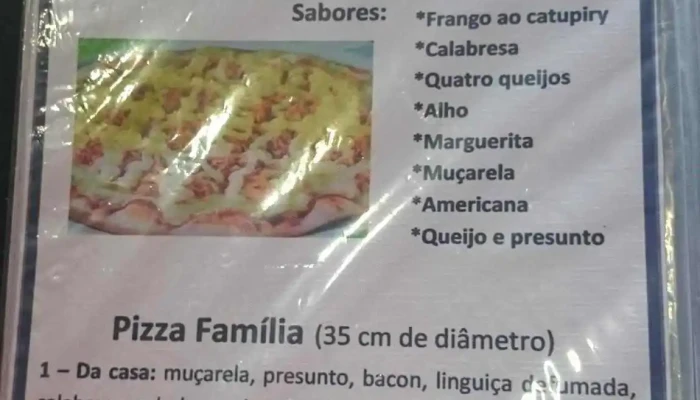 Sabores: *Frango ao catupiry
*Calabresa
*Quatro queijos
*Alho
*Marguerita
*Muçarela
*Americana
*Queijo e presunto
Pizza Família (35 cm de diâmetro)
1 – Da casa: muçarela, presunto, bacon, linguiça defumada,